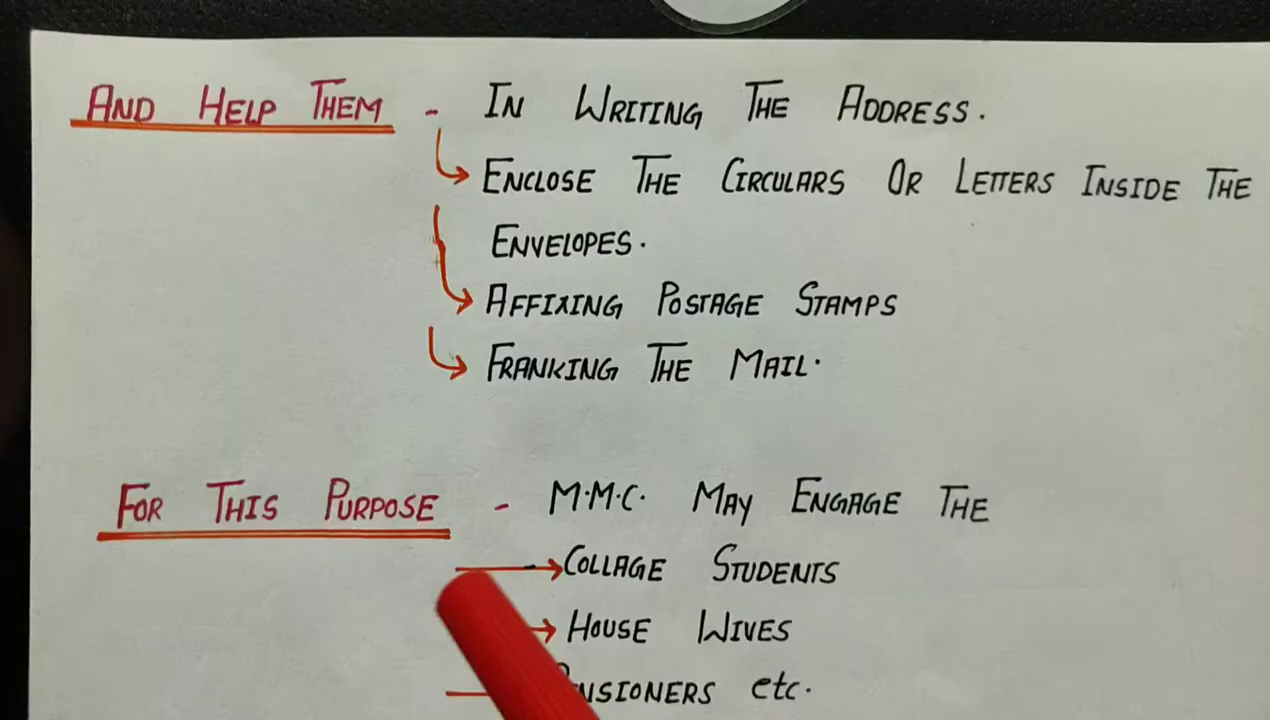 AND HELP THEM - IN WRITING THE ADDRESS.
ENCLOSE THE CIRCULARS OR LETTERS INSIDE THE
ENVELOPES.
AFFIXING POSTAGE STAMPS
FRANKING THE MAIL.
FOR THIS PURPOSE - M.M.C. MAY ENGAGE THE
COLLAGE STUDENTS
HOUSE WIVES
etc.